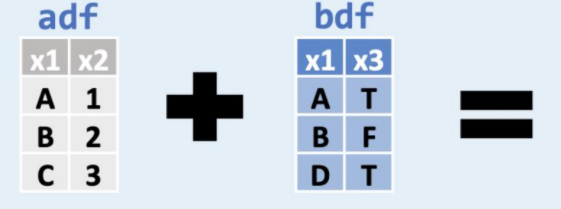 adf bdf
x1 x2 x1 x3
A 1 A T
B 2 B F
C 3 D T